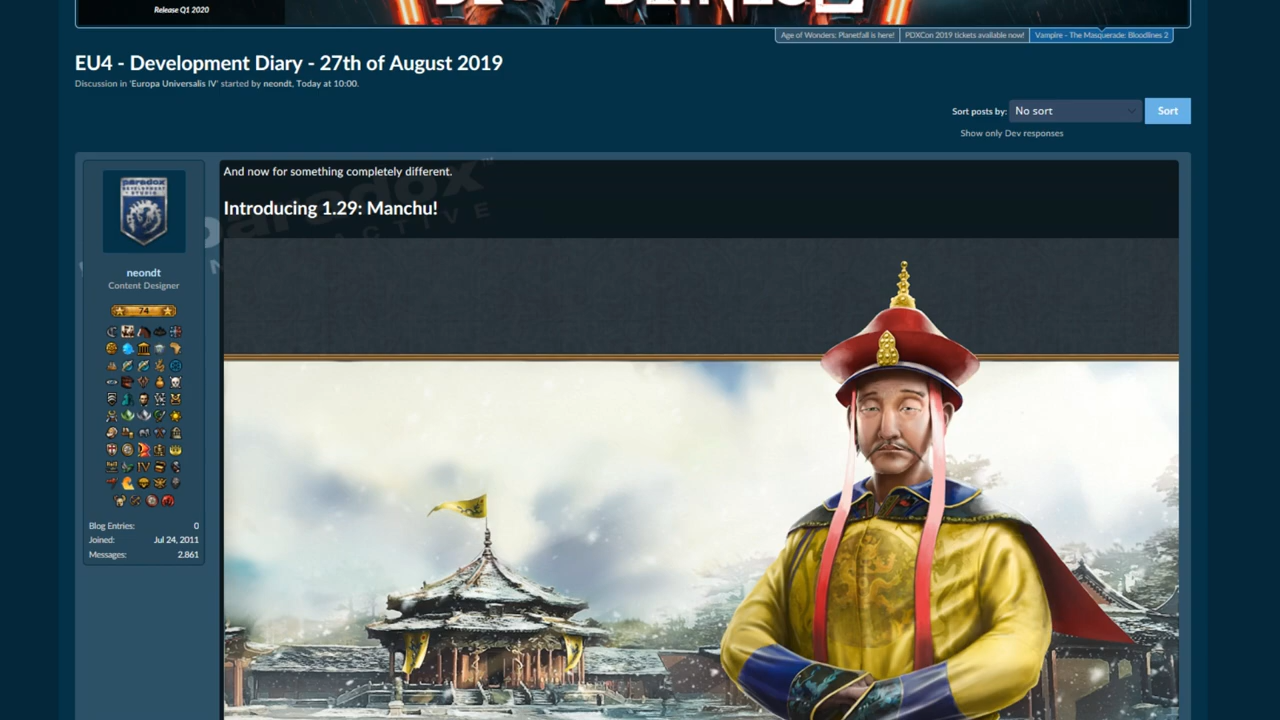 Release Q1 2020
Age of Wonders: Planetfall is here!
PDXCon 2019 tickets available now!
Vampire - The Masquerade: Bloodlines 2
EU4 - Development Diary - 27th of August 2019
Discussion in 'Europa Universalis IV' started by neondt, Today at 10:00.
Sort posts by: No sort Sort
Show only Dev responses
And now for something completely different.
Introducing 1.29: Manchu!
paradox
neondt
Content Designer
74
Blog Entries: 0
Joined: Jul 24, 2011
Messages: 2.861